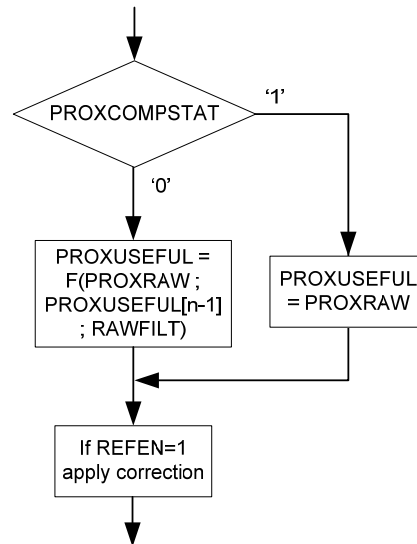 PROXCOMPSTAT
‘1’
‘0’
PROXUSEFUL =
F(PROXRAW ;
PROXUSEFUL[n-1]
; RAWFILT)
PROXUSEFUL
= PROXRAW
If REFEN=1
apply correction